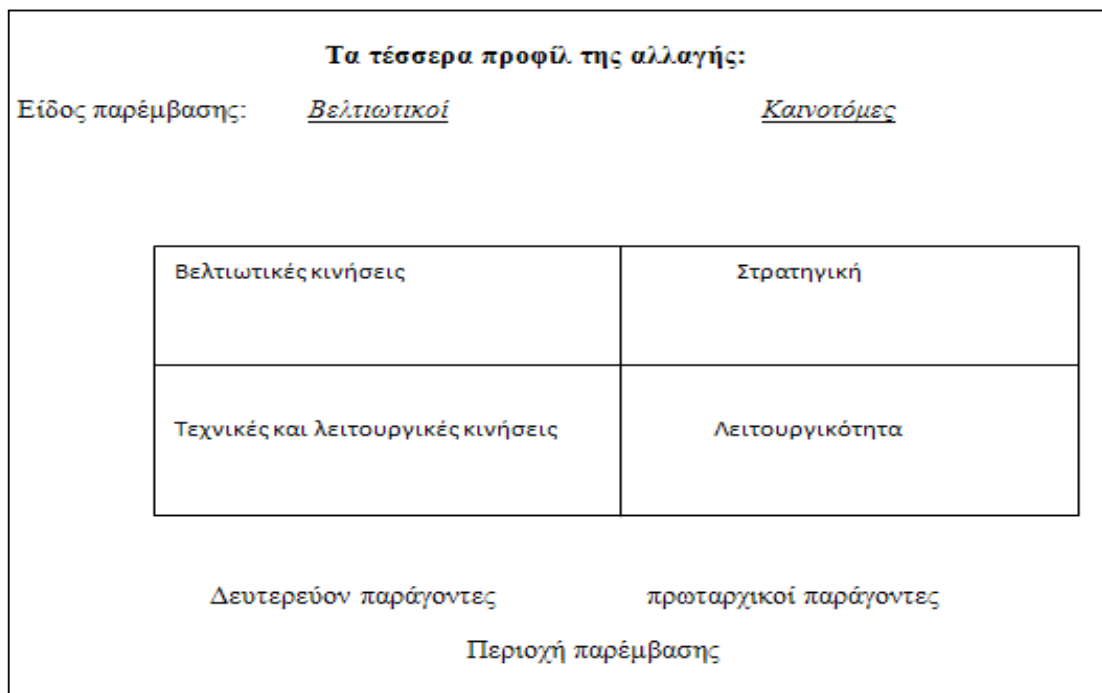 Τα τέσσερα προφίλ της αλλαγής:
Είδος παρέμβασης: Βελτιωτικοί Καινοτόμες
Βελτιωτικές κινήσεις Στρατηγική
Τεχνικές και λειτουργικές κινήσεις Λειτουργικότητα
Δευτερεύον παράγοντες πρωταρχικοί παράγοντες
Περιοχή παρέμβασης